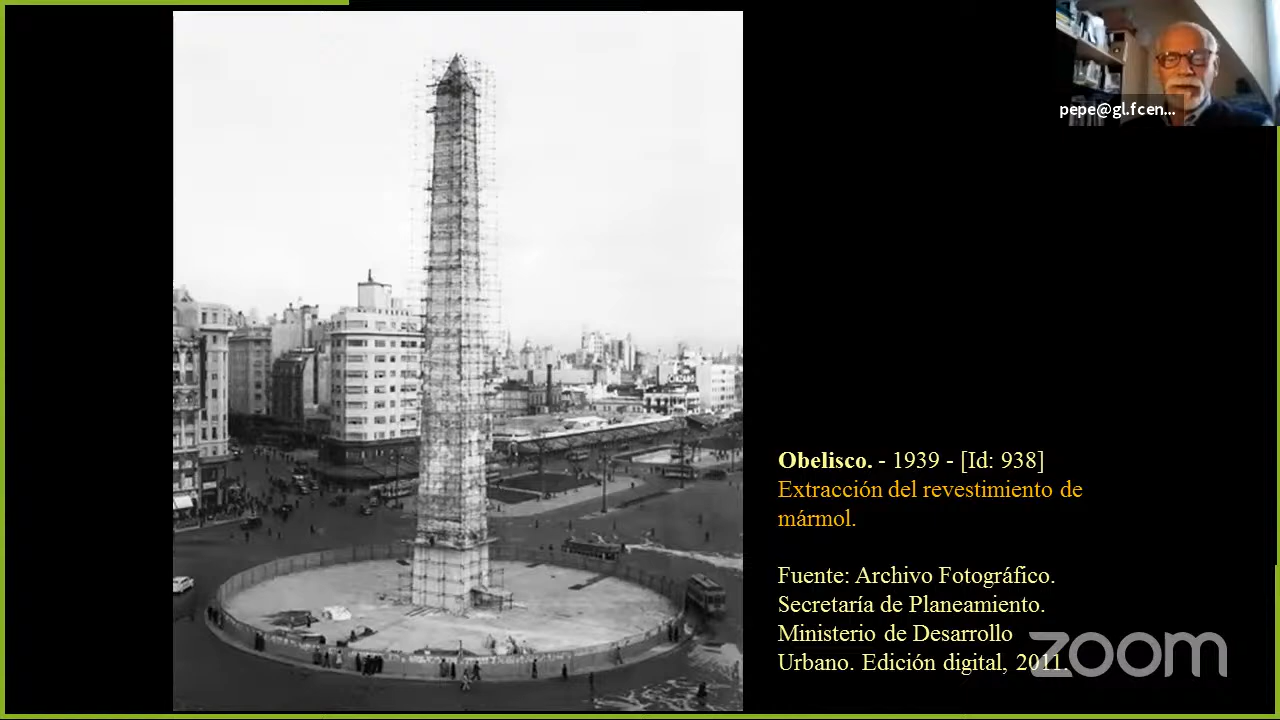 pepe@gl.fcen...
Obelisco. - 1939 - [Id: 938]
Extracción del revestimiento de
mármol.
Fuente: Archivo Fotográfico.
Secretaría de Planeamiento.
Ministerio de Desarrollo
Urbano. Edición digital, 2011.
zoom
CINZANO